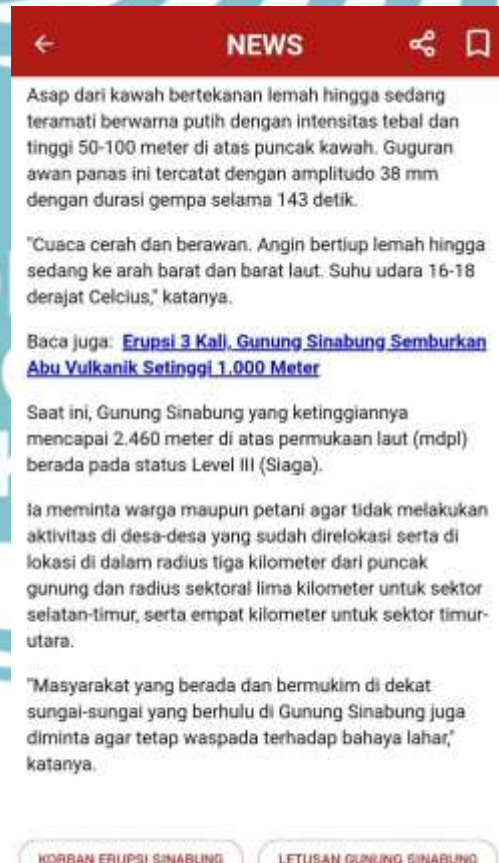 NEWS
Asap dari kawah bertekanan lemah hingga sedang
teramati berwarna putih dengan intensitas tebal dan
tinggi 50-100 meter di atas puncak kawah. Guguran
awan panas ini tercatat dengan amplitudo 38 mm
dengan durasi gempa selama 143 detik.
"Cuaca cerah dan berawan. Angin bertiup lemah hingga
sedang ke arah barat dan barat laut. Suhu udara 16-18
derajat Celcius," katanya.
Baca juga: Erupsi 3 Kali, Gunung Sinabung Semburkan
Abu Vulkanik Setinggi 1.000 Meter
Saat ini, Gunung Sinabung yang ketinggiannya
mencapai 2.460 meter di atas permukaan laut (mdpl)
berada pada status Level III (Siaga).
Ia meminta warga maupun petani agar tidak melakukan
aktivitas di desa-desa yang sudah direlokasi serta di
lokasi di dalam radius tiga kilometer dari puncak
gunung dan radius sektoral lima kilometer untuk sektor
selatan-timur, serta empat kilometer untuk sektor timur-
utara.
"Masyarakat yang berada dan bermukim di dekat
sungai-sungai yang berhulu di Gunung Sinabung juga
diminta agar tetap waspada terhadap bahaya lahar,"
katanya.
KORBAN ERUPSI SINABUNG
LETUSAN GUNUNG SINABUNG